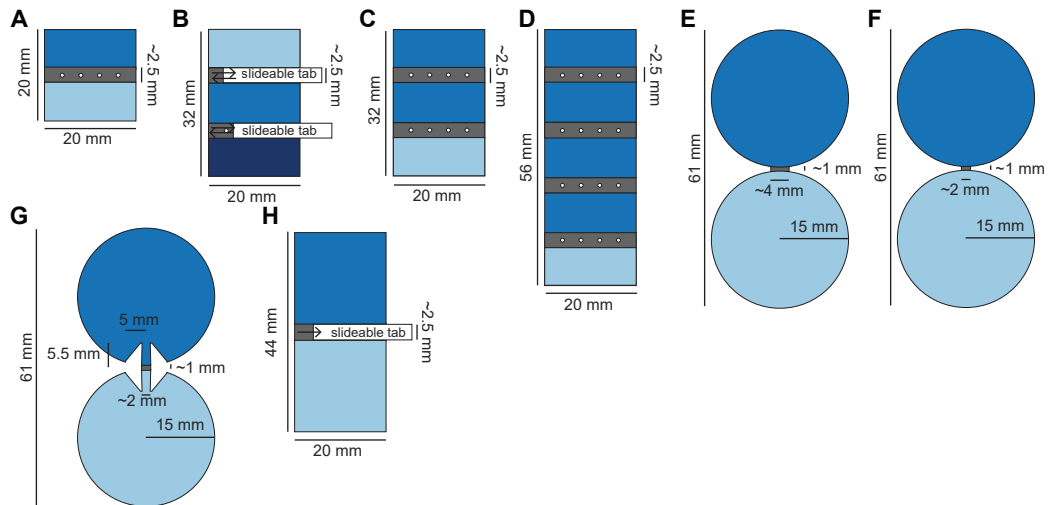 A
20 mm
~2.5 mm
20 mm
B
32 mm
slideable tab
slideable tab
~2.5 mm
20 mm
C
32 mm
~2.5 mm
20 mm
D
56 mm
~2.5 mm
20 mm
E
61 mm
~1 mm
~4 mm
15 mm
F
61 mm
~1 mm
~2 mm
15 mm
G
61 mm
5 mm
5.5 mm
~1 mm
~2 mm
15 mm
H
44 mm
slideable tab
~2.5 mm
20 mm